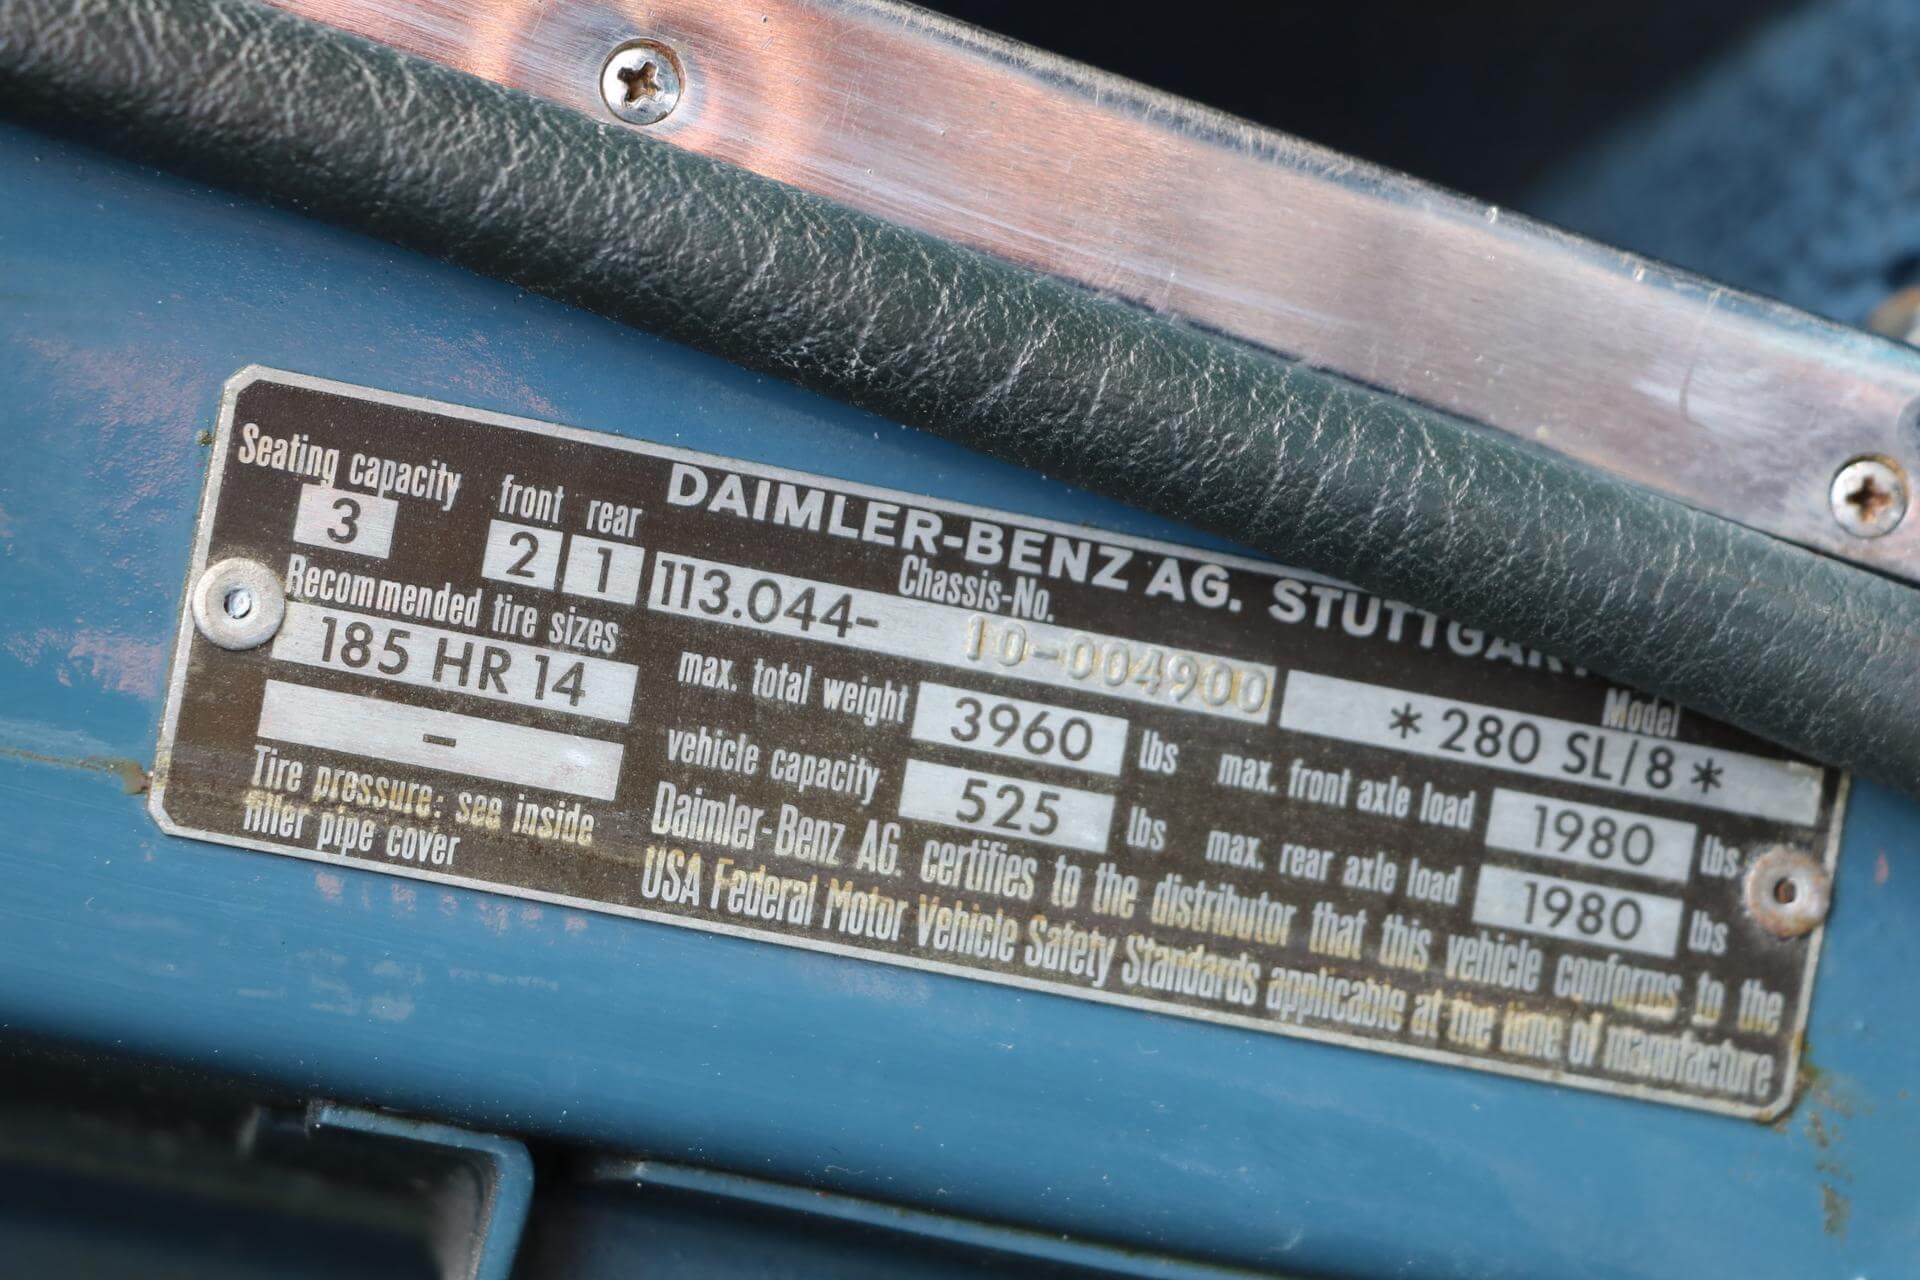 DAIMLER-BENZ AG. STUTTGART
Seating capacity front rear Chassis-No. Model
3 2 1 113.044- 10-004900 *280 SL/8*
Recommended tire sizes
185 HR 14
-
max. total weight 3960 lbs max. front axle load 1980 lbs
vehicle capacity 525 lbs max. rear axle load 1980 lbs
Tire pressure: see inside
filler pipe cover
Daimler-Benz AG. certifies to the distributor that this vehicle conforms to the
USA Federal Motor Vehicle Safety Standards applicable at the time of manufacture